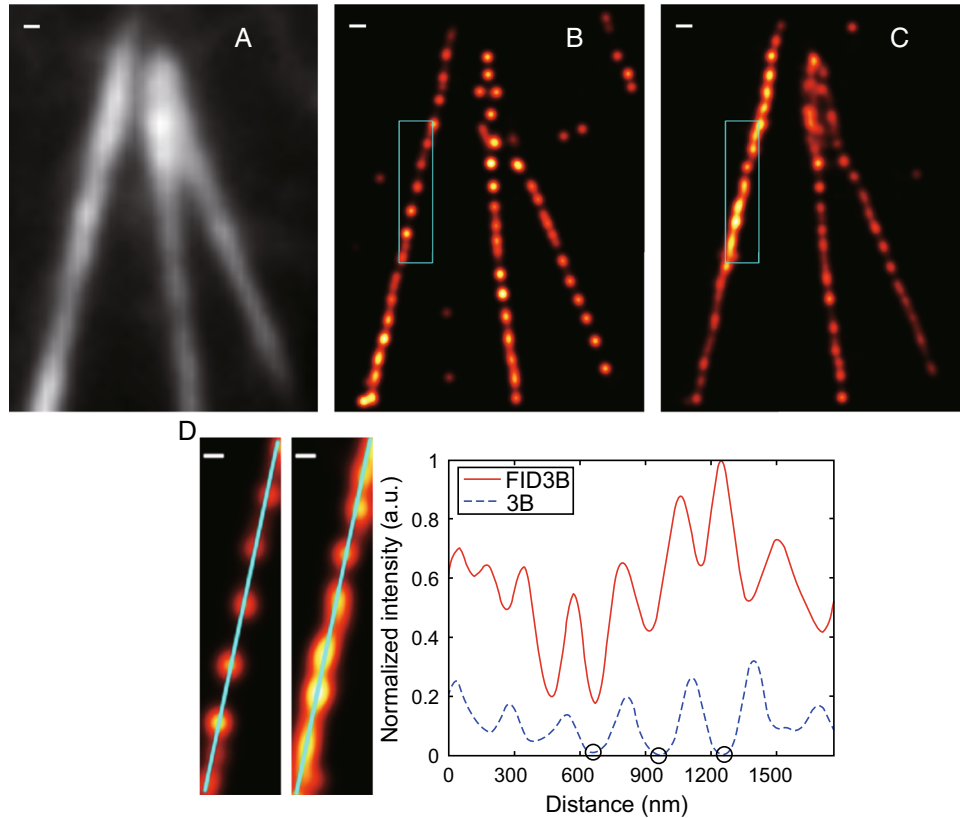 A
B
C
D
Normalized intensity (a.u.)
1
0.8
0.6
0.4
0.2
0
FID3B
3B
0 300 600 900 1200 1500
Distance (nm)